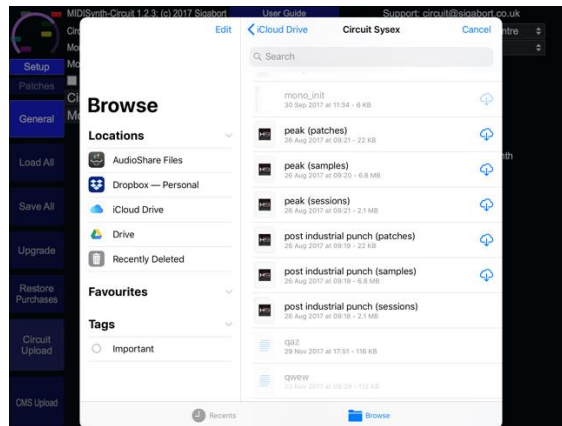 MIDISynth-Circuit 1.2.3; (c) 2017 Sigabort
User Guide
Support: circuit@sigabort.co.uk
Setup
Patches
General
Load All
Save All
Upgrade
Restore
Purchases
Circuit
Upload
CMS Upload
Edit
Browse
Locations
AudioShare Files
Dropbox — Personal
iCloud Drive
Drive
Recently Deleted
Favourites
Tags
Important
iCloud Drive
Circuit Sysex
Cancel
Search
mono_init
30 Sep 2017 at 11:34 - 6 KB
peak (patches)
26 Aug 2017 at 09:21 - 22 KB
peak (samples)
26 Aug 2017 at 09:20 - 6.8 MB
peak (sessions)
26 Aug 2017 at 09:21 - 2.1 MB
post industrial punch (patches)
26 Aug 2017 at 09:19 - 22 KB
post industrial punch (samples)
26 Aug 2017 at 09:18 - 6.8 MB
post industrial punch (sessions)
26 Aug 2017 at 09:18 - 2.1 MB
qaz
29 Nov 2017 at 17:51 - 116 KB
qwew
Recents
Browse